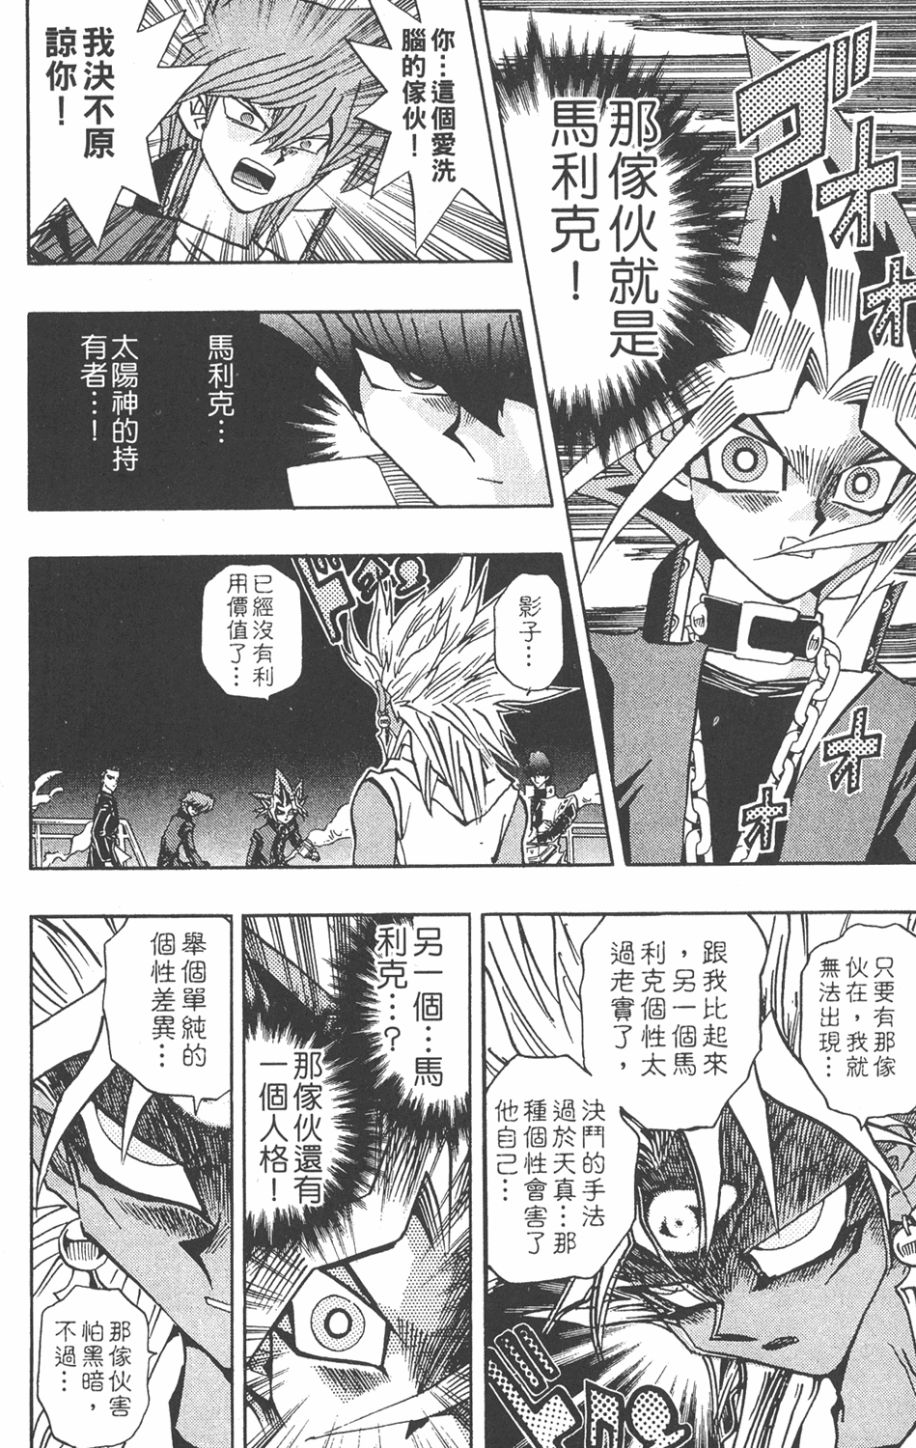 那傢伙就是
馬利克！
ゴオオオ
オオ
你…這個愛洗
腦的傢伙！
我決不原
諒你！
馬利克…
太陽神的持
有者…！
影子…
已經沒有利
用價值了…
只要有那傢
伙在，我就
無法出現…
跟我比起來
，另一個馬
利克個性太
過老實了，
決鬥的手法
過於天真…那
種個性會害了
他自己…
另一個…馬
利克…？
那傢伙還有
一個人格！
舉個單純的
個性差異…
那傢伙害
怕黑暗，
不過…